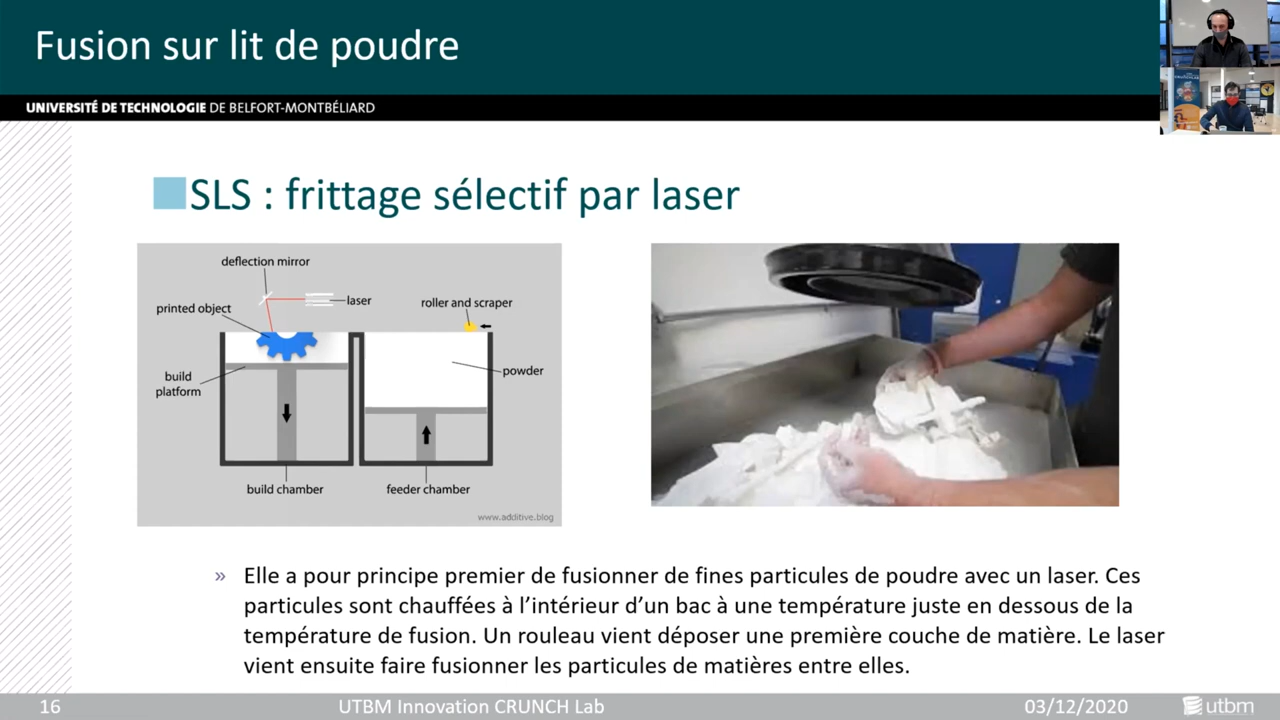 Fusion sur lit de poudre
UNIVERSITÉ DE TECHNOLOGIE DE BELFORT-MONTBÉLIARD
SLS : frittage sélectif par laser
deflection mirror
laser
printed object
roller and scraper
build
platform
powder
build chamber
feeder chamber
www.additive.blog
» Elle a pour principe premier de fusionner de fines particules de poudre avec un laser. Ces
particules sont chauffées à l’intérieur d’un bac à une température juste en dessous de la
température de fusion. Un rouleau vient déposer une première couche de matière. Le laser
vient ensuite faire fusionner les particules de matières entre elles.
16
UTBM Innovation CRUNCH Lab
03/12/2020
utbm